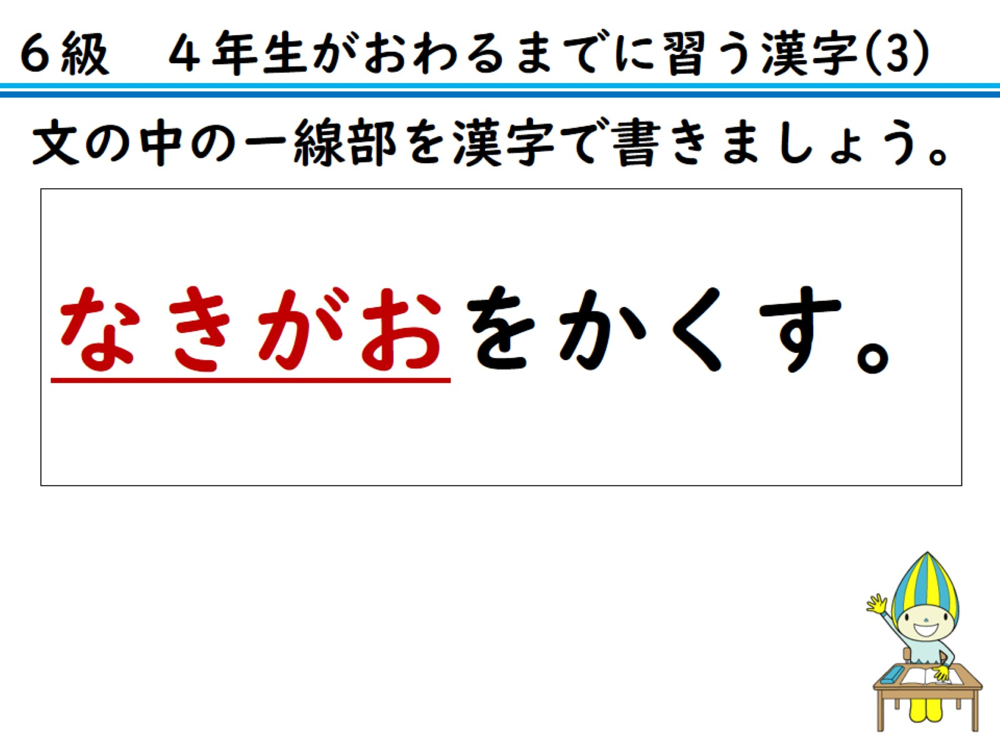 ６級　４年生がおわるまでに習う漢字(3)
文の中の―線部を漢字で書きましょう。
なきがおをかくす。